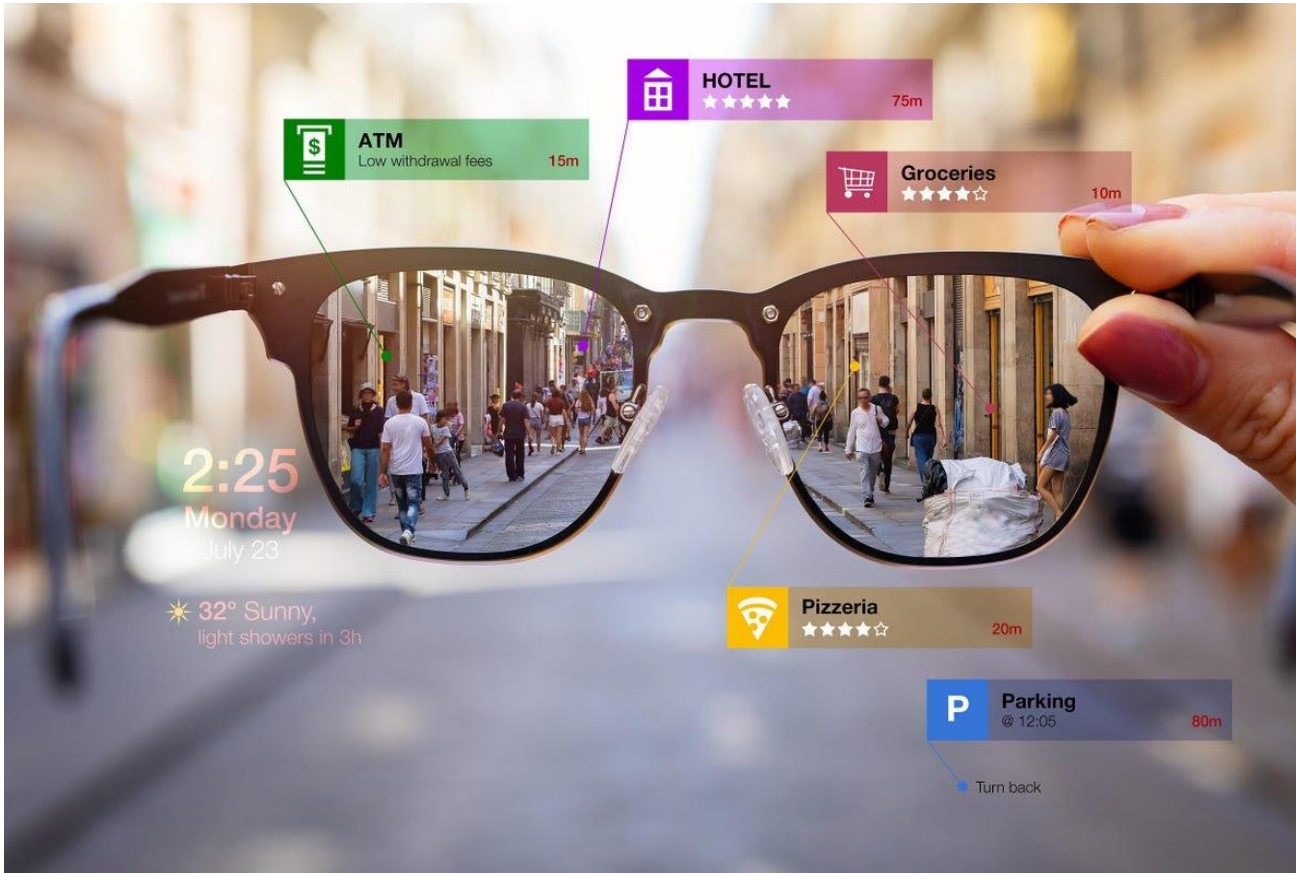 HOTEL
75m
ATM
Low withdrawal fees
15m
$
Groceries
10m
2:25
Monday
July 23
32° Sunny,
light showers in 3h
Pizzeria
20m
P
Parking
@ 12:05
80m
Turn back